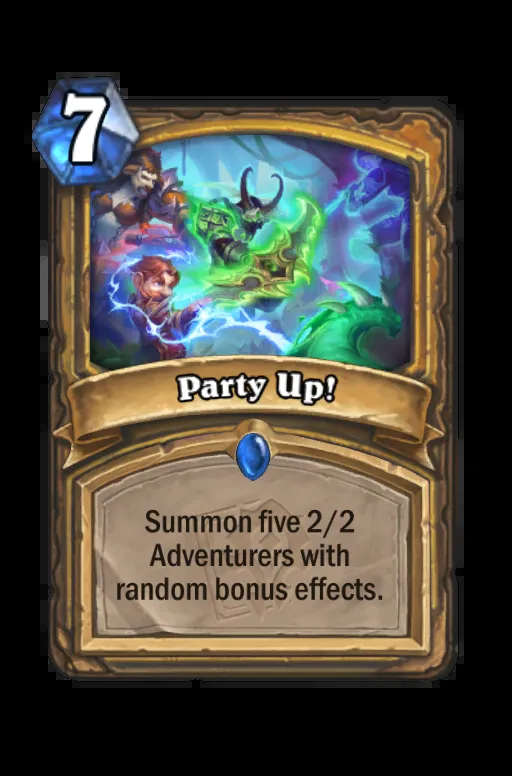 7
Party Up!
Summon five 2/2
Adventurers with
random bonus effects.